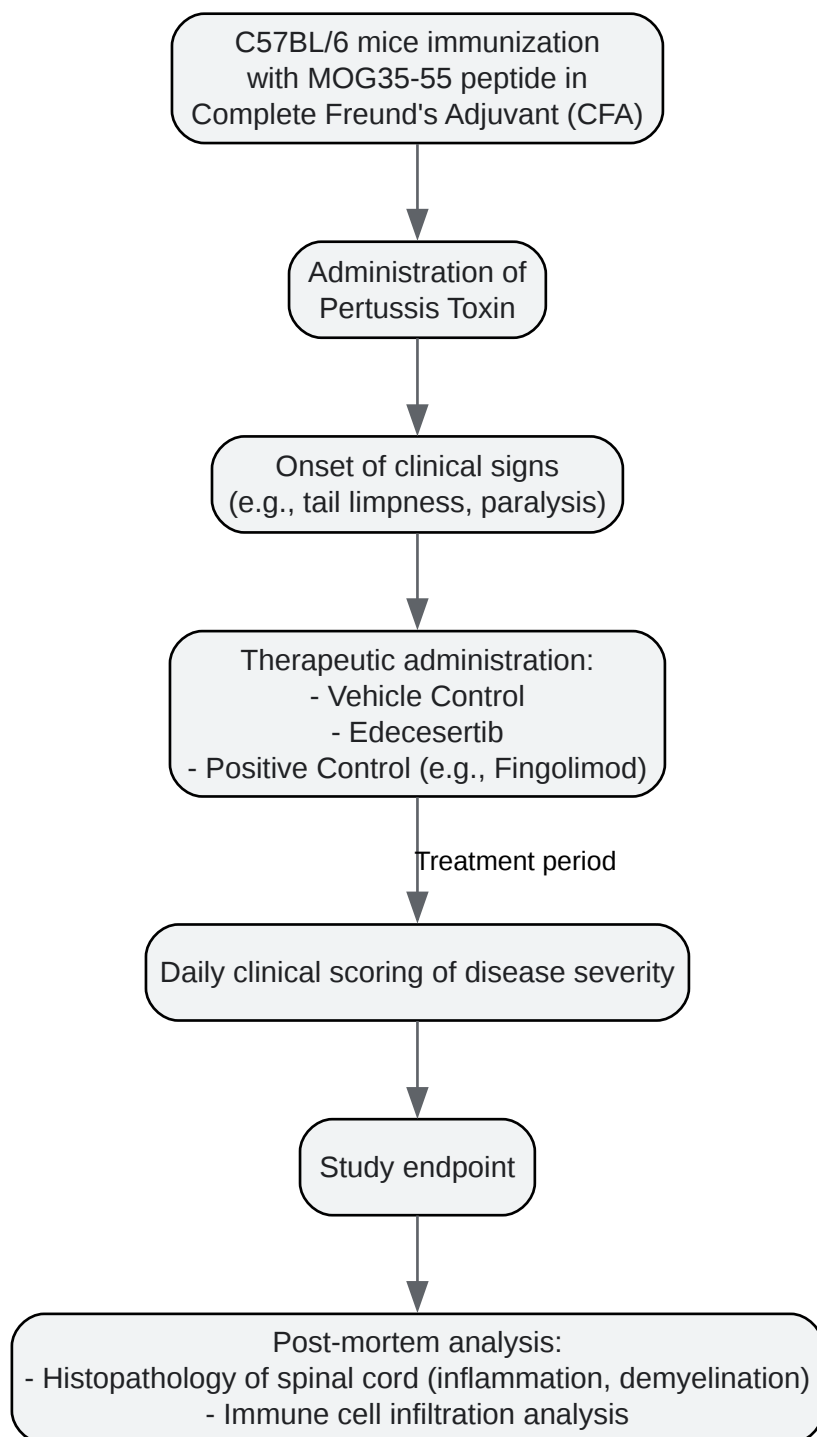 C57BL/6 mice immunization
with MOG35-55 peptide in
Complete Freund's Adjuvant (CFA)
Administration of
Pertussis Toxin
Onset of clinical signs
(e.g., tail limpness, paralysis)
Therapeutic administration:
- Vehicle Control
- Edecesertib
- Positive Control (e.g., Fingolimod)
Treatment period
Daily clinical scoring of disease severity
Study endpoint
Post-mortem analysis:
- Histopathology of spinal cord (inflammation, demyelination)
- Immune cell infiltration analysis